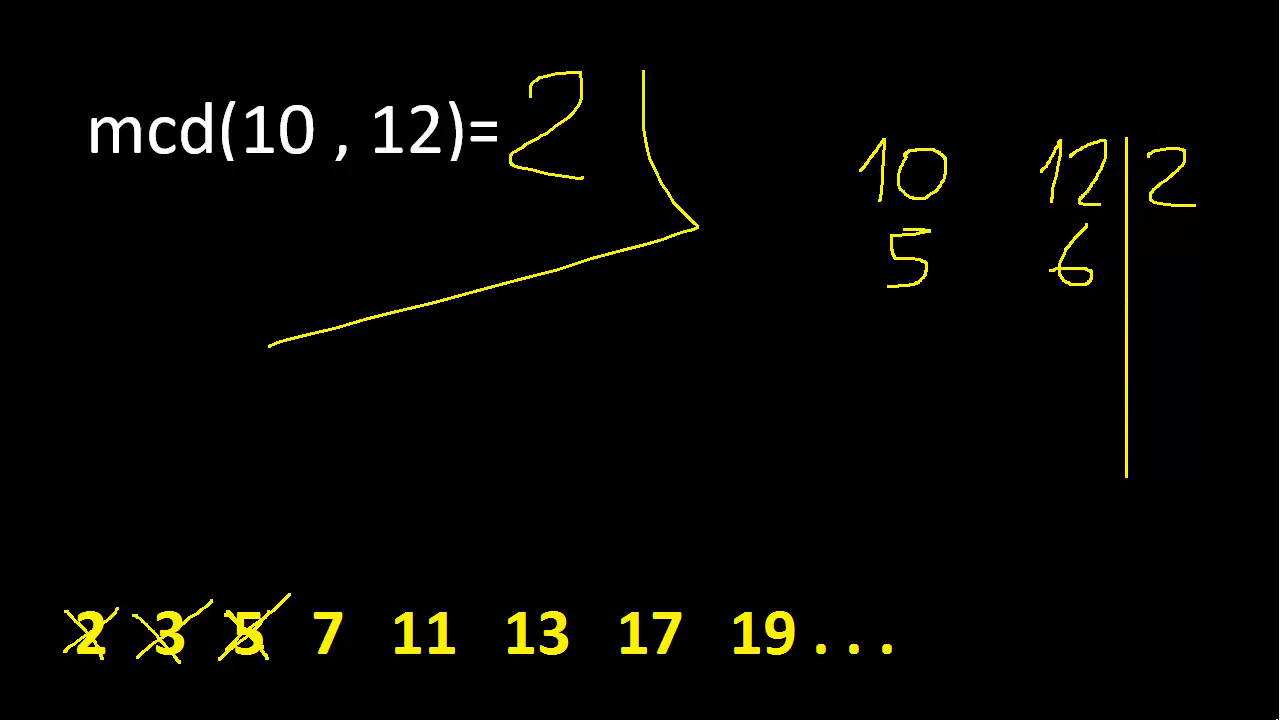 mcd(10 , 12)= 2
10 12 2
5 6
2 3 5 7 11 13 17 19 . . .